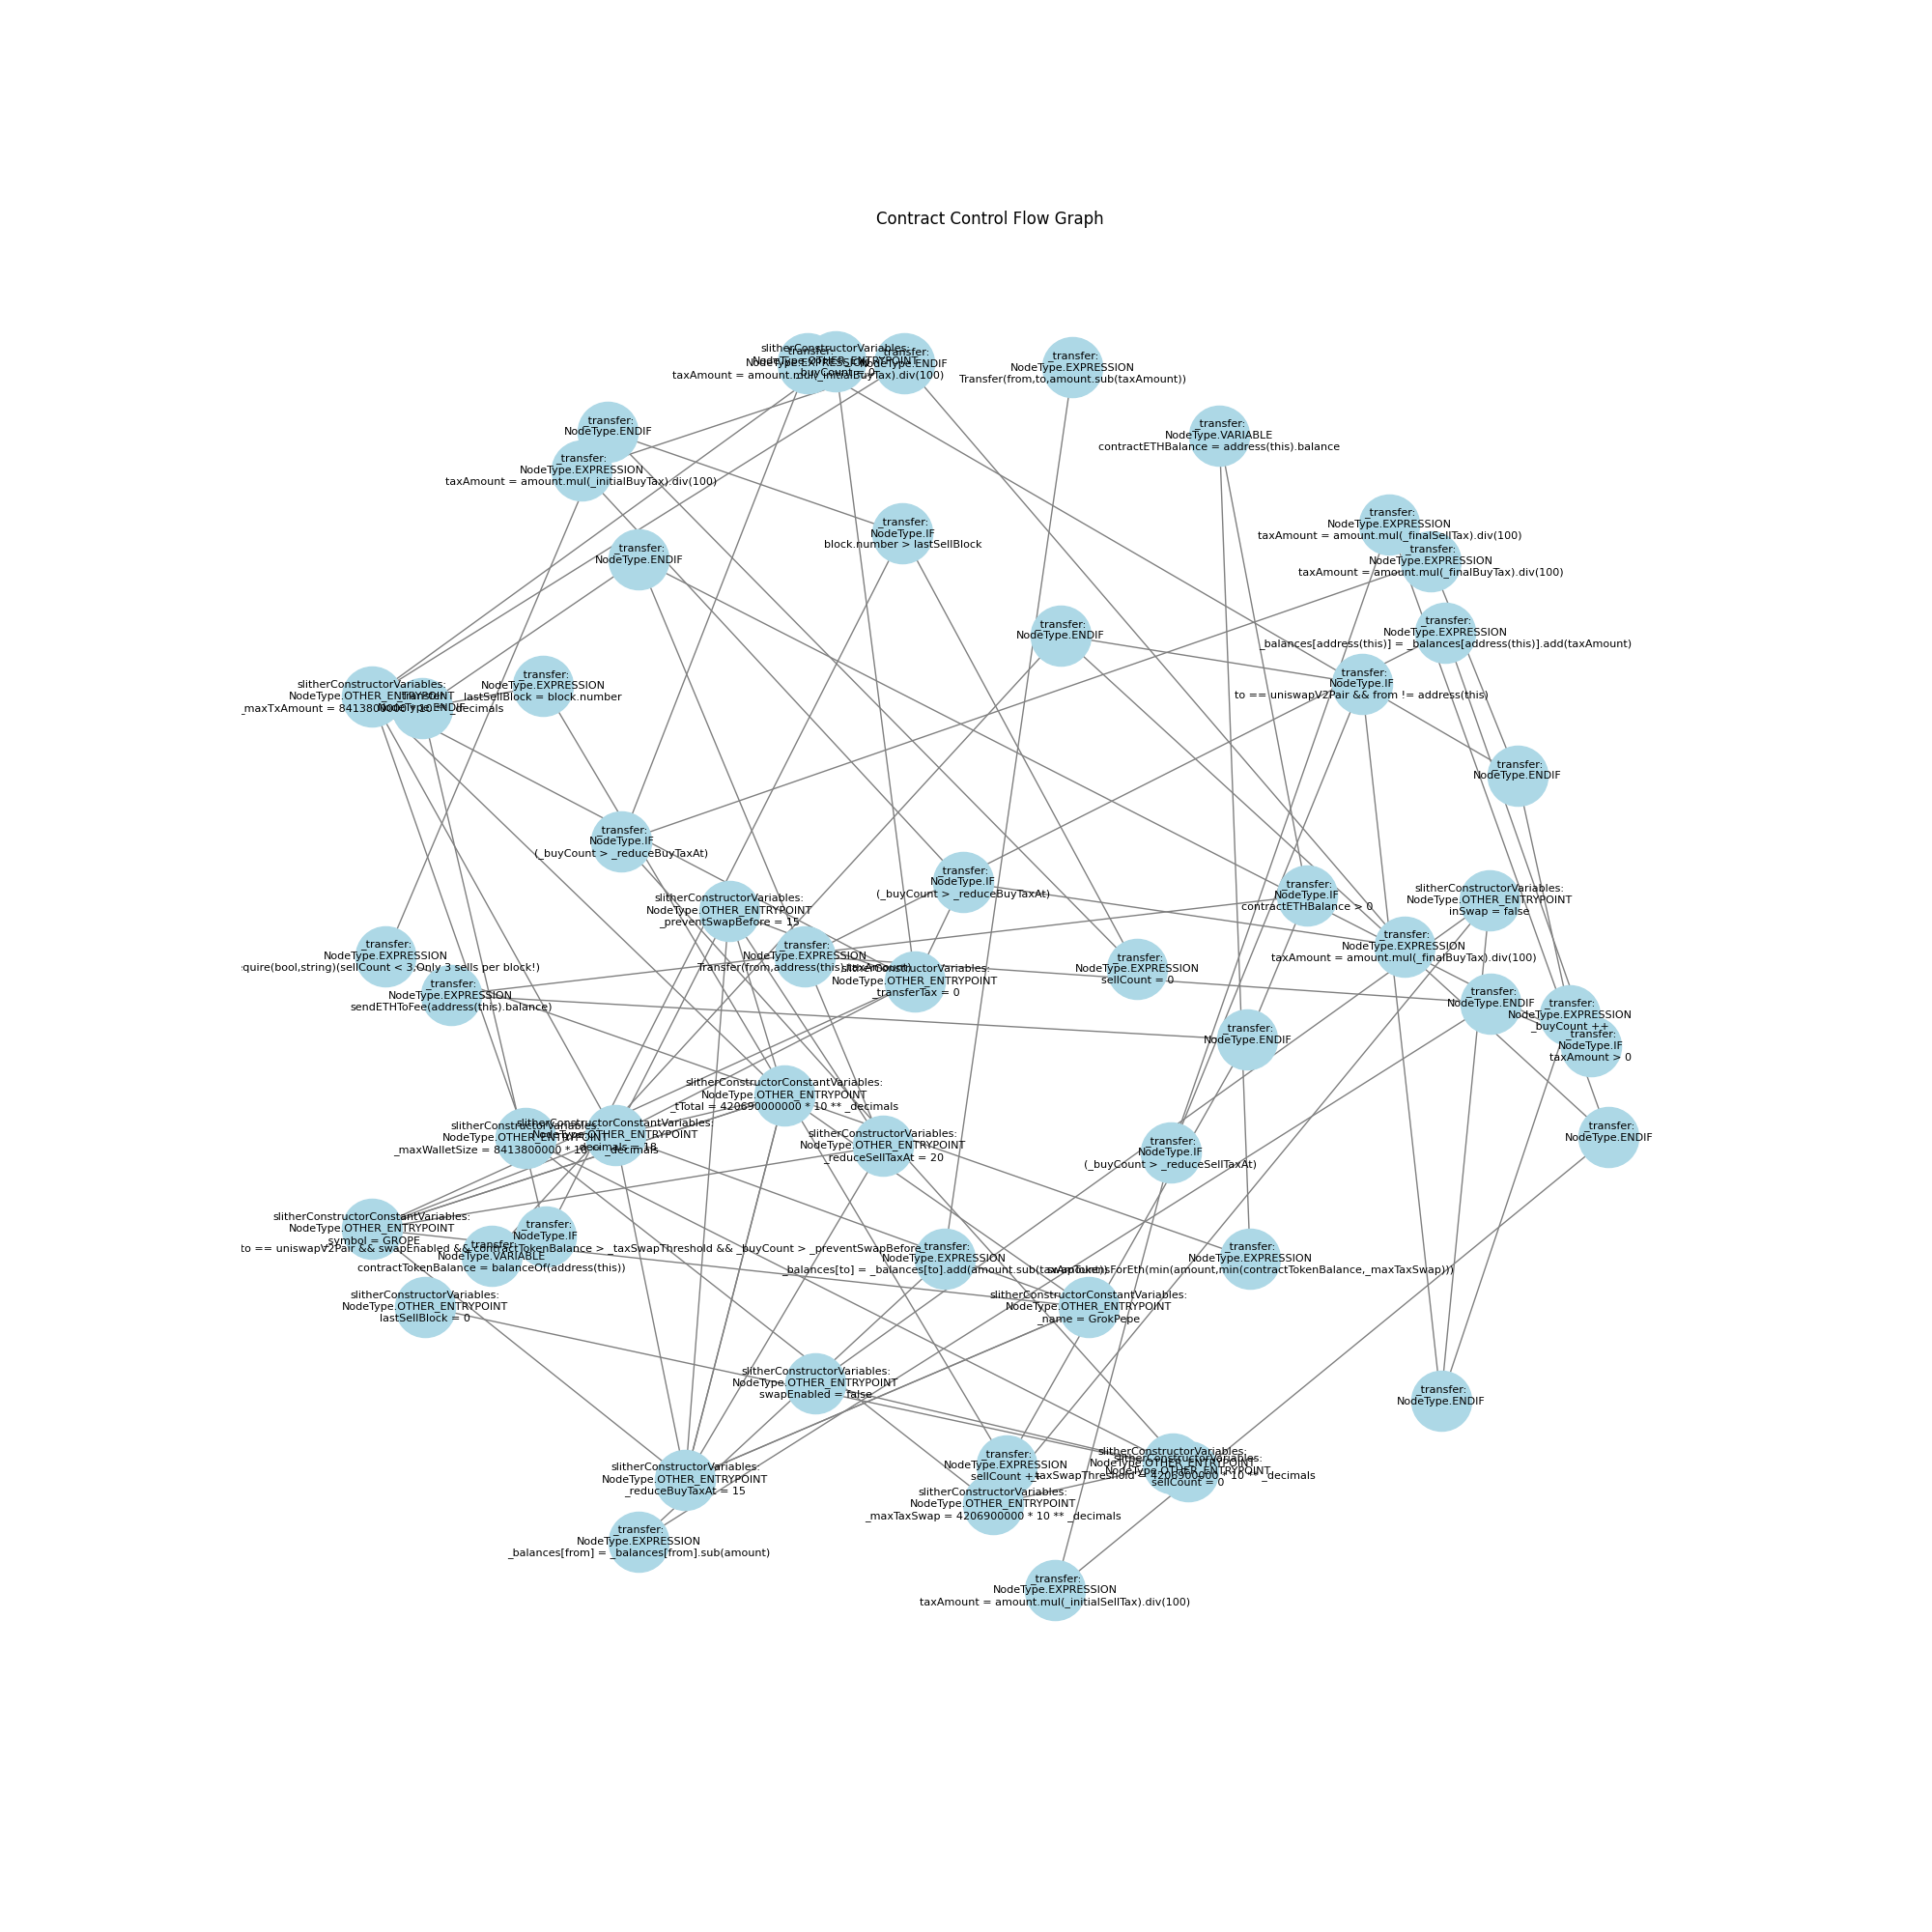 Contract Control Flow Graph
slitherConstructorVariables:
NodeType.OTHER_ENTRYPOINT
_buyCount = 0
_transfer:
NodeType.EXPRESSION
taxAmount = amount.mul(_initialBuyTax).div(100)
_transfer:
NodeType.ENDIF
_transfer:
NodeType.EXPRESSION
Transfer(from,to,amount.sub(taxAmount))
_transfer:
NodeType.ENDIF
_transfer:
NodeType.VARIABLE
contractETHBalance = address(this).balance
_transfer:
NodeType.EXPRESSION
taxAmount = amount.mul(_initialBuyTax).div(100)
_transfer:
NodeType.IF
block.number > lastSellBlock
_transfer:
NodeType.EXPRESSION
taxAmount = amount.mul(_finalSellTax).div(100)
_transfer:
NodeType.ENDIF
_transfer:
NodeType.EXPRESSION
taxAmount = amount.mul(_finalBuyTax).div(100)
_transfer:
NodeType.ENDIF
_transfer:
NodeType.EXPRESSION
_balances[address(this)] = _balances[address(this)].add(taxAmount)
slitherConstructorVariables:
NodeType.OTHER_ENTRYPOINT
_maxTxAmount = 8413800000 * 10 ** _decimals
_transfer:
NodeType.ENDIF
_transfer:
NodeType.EXPRESSION
lastSellBlock = block.number
_transfer:
NodeType.IF
to == uniswapV2Pair && from != address(this)
_transfer:
NodeType.ENDIF
_transfer:
NodeType.IF
(_buyCount > _reduceBuyTaxAt)
_transfer:
NodeType.IF
(_buyCount > _reduceBuyTaxAt)
slitherConstructorVariables:
NodeType.OTHER_ENTRYPOINT
_preventSwapBefore = 15
_transfer:
NodeType.IF
contractETHBalance > 0
slitherConstructorVariables:
NodeType.OTHER_ENTRYPOINT
inSwap = false
_transfer:
NodeType.EXPRESSION
quire(bool,string)(sellCount < 3,Only 3 sells per block!)
_transfer:
NodeType.EXPRESSION
Transfer(from,address(this),taxAmount)
slitherConstructorVariables:
NodeType.OTHER_ENTRYPOINT
_transferTax = 0
_transfer:
NodeType.EXPRESSION
sellCount = 0
_transfer:
NodeType.EXPRESSION
taxAmount = amount.mul(_finalBuyTax).div(100)
_transfer:
NodeType.EXPRESSION
sendETHToFee(address(this).balance)
_transfer:
NodeType.ENDIF
_transfer:
NodeType.EXPRESSION
_buyCount ++
_transfer:
NodeType.ENDIF
_transfer:
NodeType.IF
taxAmount > 0
slitherConstructorConstantVariables:
NodeType.OTHER_ENTRYPOINT
_tTotal = 420690000000 * 10 ** _decimals
slitherConstructorVariables:
NodeType.OTHER_ENTRYPOINT
_maxWalletSize = 8413800000 * 10 ** _decimals
slitherConstructorConstantVariables:
NodeType.OTHER_ENTRYPOINT
_decimals = 18
slitherConstructorVariables:
NodeType.OTHER_ENTRYPOINT
_reduceSellTaxAt = 20
_transfer:
NodeType.IF
(_buyCount > _reduceSellTaxAt)
_transfer:
NodeType.ENDIF
slitherConstructorConstantVariables:
NodeType.OTHER_ENTRYPOINT
_symbol = GROPE
_transfer:
NodeType.IF
to == uniswapV2Pair && swapEnabled && contractTokenBalance > _taxSwapThreshold && _buyCount > _preventSwapBefore
_transfer:
NodeType.VARIABLE
contractTokenBalance = balanceOf(address(this))
_transfer:
NodeType.EXPRESSION
_balances[to] = _balances[to].add(amount.sub(taxAmount))
_transfer:
NodeType.EXPRESSION
swapTokensForEth(min(amount,min(contractTokenBalance,_maxTaxSwap)))
slitherConstructorVariables:
NodeType.OTHER_ENTRYPOINT
lastSellBlock = 0
slitherConstructorConstantVariables:
NodeType.OTHER_ENTRYPOINT
_name = GrokPepe
slitherConstructorVariables:
NodeType.OTHER_ENTRYPOINT
swapEnabled = false
_transfer:
NodeType.ENDIF
slitherConstructorVariables:
NodeType.OTHER_ENTRYPOINT
_reduceBuyTaxAt = 15
_transfer:
NodeType.EXPRESSION
sellCount ++
slitherConstructorVariables:
NodeType.OTHER_ENTRYPOINT
_taxSwapThreshold = 4206900000 * 10 ** _decimals
slitherConstructorVariables:
NodeType.OTHER_ENTRYPOINT
sellCount = 0
slitherConstructorVariables:
NodeType.OTHER_ENTRYPOINT
_maxTaxSwap = 4206900000 * 10 ** _decimals
_transfer:
NodeType.EXPRESSION
_balances[from] = _balances[from].sub(amount)
_transfer:
NodeType.EXPRESSION
taxAmount = amount.mul(_initialSellTax).div(100)